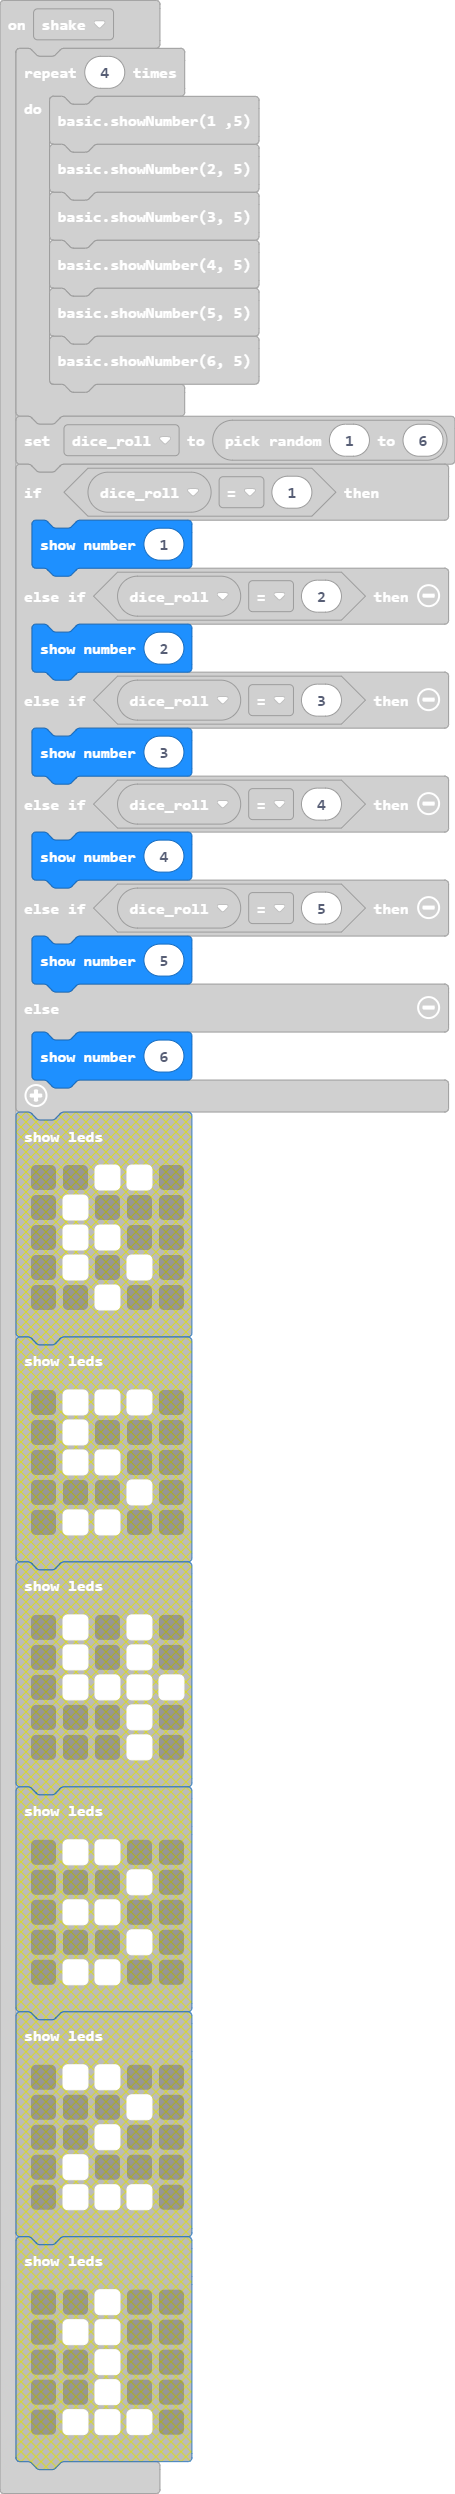 on shake
repeat 4 times
do
basic.showNumber(1 ,5)
basic.showNumber(2, 5)
basic.showNumber(3, 5)
basic.showNumber(4, 5)
basic.showNumber(5, 5)
basic.showNumber(6, 5)
set dice_roll to pick random 1 to 6
if dice_roll = 1 then
show number 1
else if dice_roll = 2 then
show number 2
else if dice_roll = 3 then
show number 3
else if dice_roll = 4 then
show number 4
else if dice_roll = 5 then
show number 5
else
show number 6
show leds
show leds
show leds
show leds
show leds
show leds